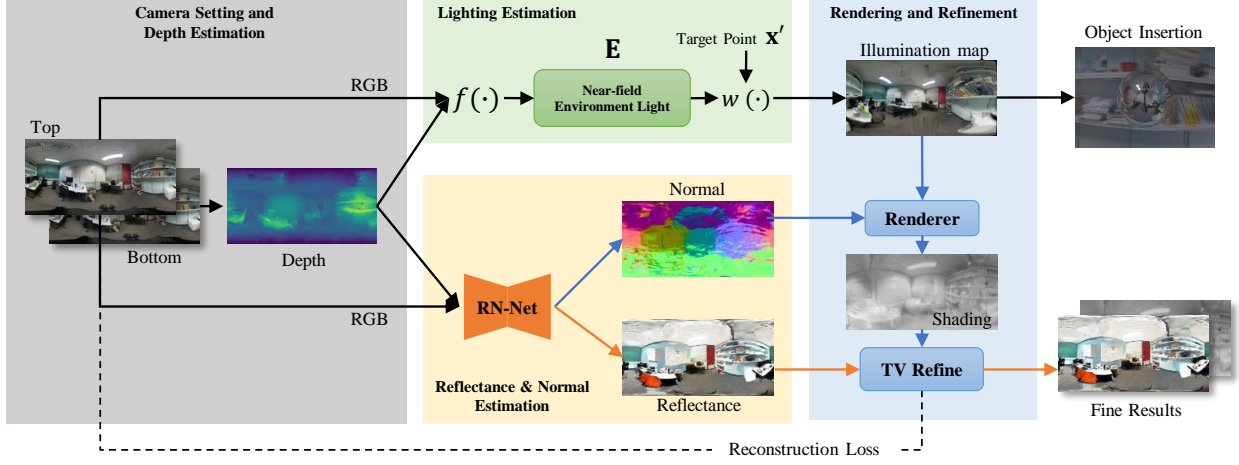 Camera Setting and
Depth Estimation
Lighting Estimation
Rendering and Refinement
Object Insertion
E
Target Point x′
Illumination map
RGB
f(·)
Near-field
Environment Light
w (·)
Top
Bottom
Depth
Normal
Renderer
RN-Net
Shading
RGB
TV Refine
Reflectance & Normal
Estimation
Reflectance
Fine Results
Reconstruction Loss